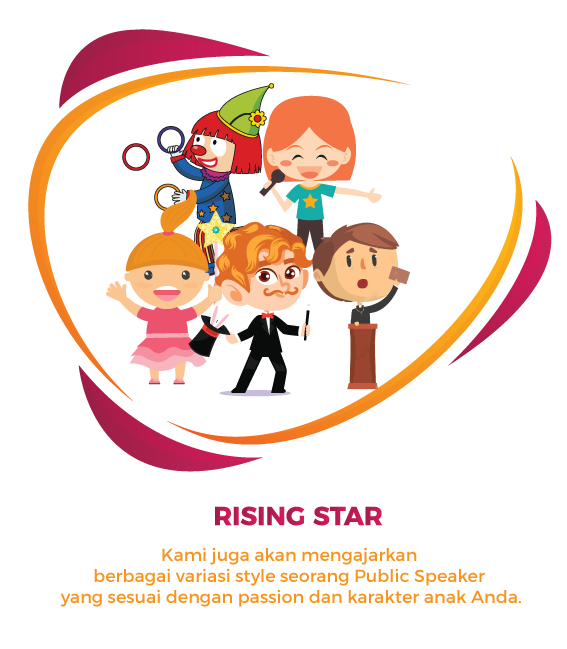 RISING STAR
Kami juga akan mengajarkan
berbagai variasi style seorang Public Speaker
yang sesuai dengan passion dan karakter anak Anda.